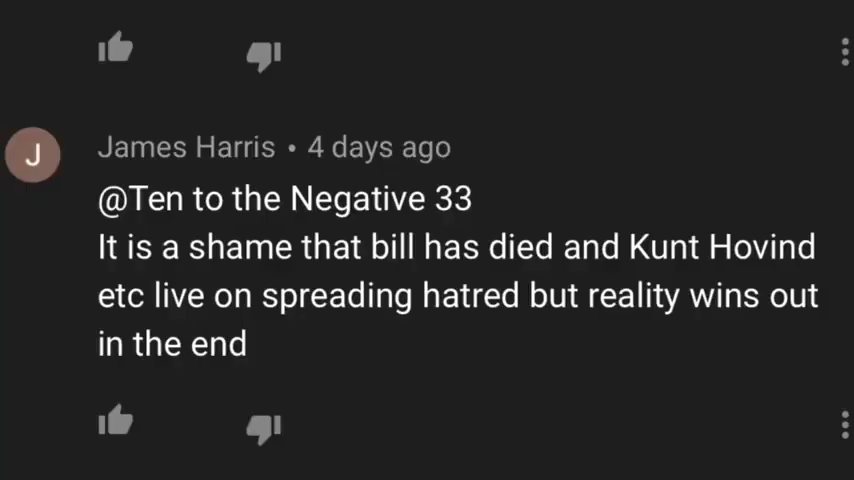 J
James Harris • 4 days ago
@Ten to the Negative 33
It is a shame that bill has died and Kunt Hovind
etc live on spreading hatred but reality wins out
in the end